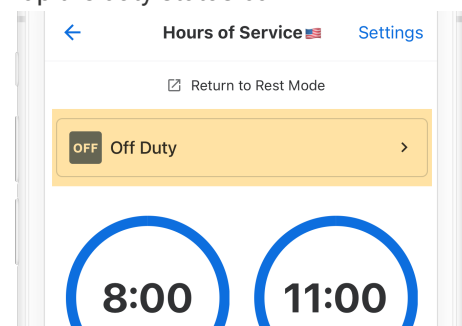 Hours of Service🇺🇸 Settings
Return to Rest Mode
OFF Off Duty
8:00 11:00